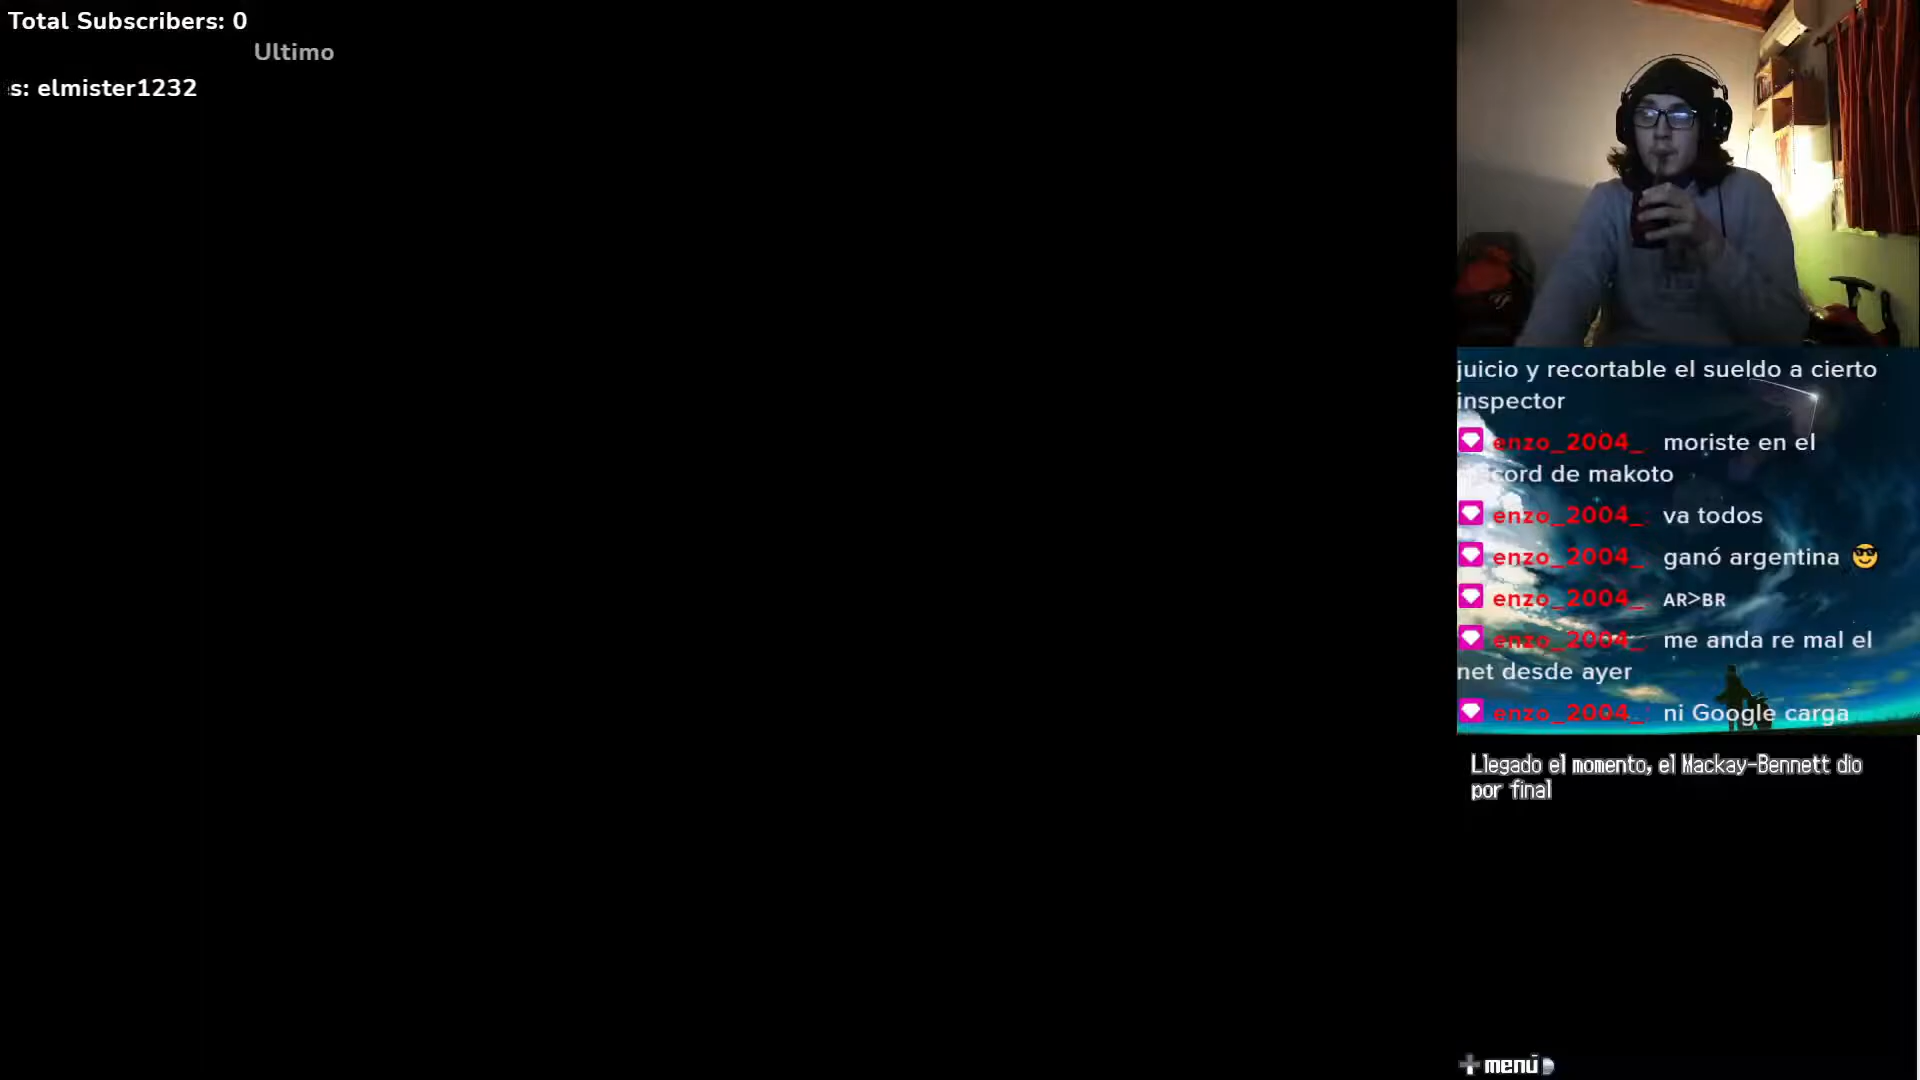 Total Subscribers: 0
Ultimo
s: elmister1232
juicio y recortable el sueldo a cierto
inspector
enzo_2004_: moriste en el
cord de makoto
enzo_2004_: va todos
enzo_2004_: ganó argentina 😎
enzo_2004_: AR>BR
enzo_2004_: me anda re mal el
net desde ayer
enzo_2004_: ni Google carga
Llegado el momento, el Mackay-Bennett dio
por final
menú